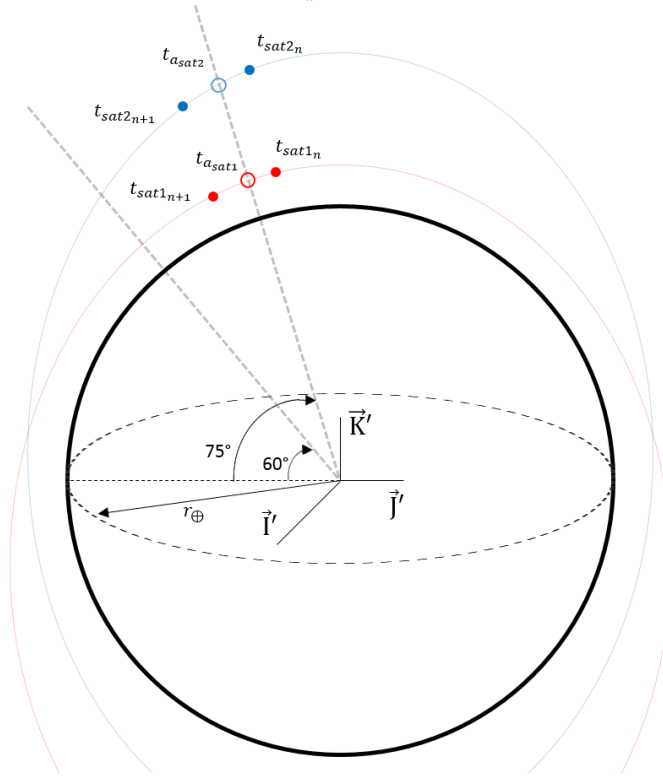 t_{a_{sat2}}
t_{sat2_n}
t_{sat2_{n+1}}
t_{a_{sat1}}
t_{sat1_n}
t_{sat1_{n+1}}
K⃗′
75°
60°
J⃗′
r_⊕
I⃗′